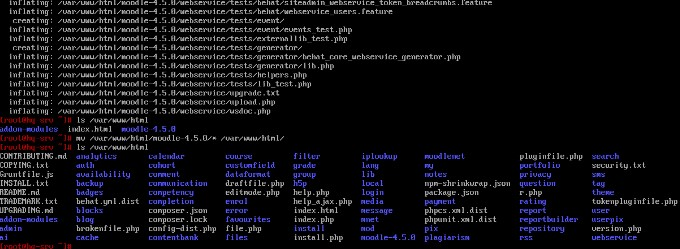 inflating: /var/www/html/moodle-4.5.0/webservice/tests/behat/siteadmin_webservice_token_breadcrumbs.feature
inflating: /var/www/html/moodle-4.5.0/webservice/tests/behat/webservice_users.feature
creating: /var/www/html/moodle-4.5.0/webservice/tests/event/
inflating: /var/www/html/moodle-4.5.0/webservice/tests/event/events_test.php
inflating: /var/www/html/moodle-4.5.0/webservice/tests/externallib_test.php
creating: /var/www/html/moodle-4.5.0/webservice/tests/generator/
inflating: /var/www/html/moodle-4.5.0/webservice/tests/generator/behat_core_webservice_generator.php
inflating: /var/www/html/moodle-4.5.0/webservice/tests/generator/lib.php
inflating: /var/www/html/moodle-4.5.0/webservice/tests/helpers.php
inflating: /var/www/html/moodle-4.5.0/webservice/tests/lib_test.php
inflating: /var/www/html/moodle-4.5.0/webservice/upgrade.txt
inflating: /var/www/html/moodle-4.5.0/webservice/upload.php
inflating: /var/www/html/moodle-4.5.0/webservice/wsdoc.php
[root@hq-srv ~]# ls /var/www/html
addon-modules index.html moodle-4.5.0
[root@hq-srv ~]# mv /var/www/html/moodle-4.5.0/* /var/www/html/
[root@hq-srv ~]# ls /var/www/html
CONTRIBUTING.md analytics calendar course filter iplookup moodlenet pluginfile.php search
COPYING.txt auth cohort customfield grade lang my portfolio security.txt
Gruntfile.js availability comment dataformat group lib notes privacy sms
INSTALL.txt backup communication draftfile.php h5p local npm-shrinkwrap.json question tag
README.md badges competency editmode.php help.php login package.json r.php theme
TRADEMARK.txt behat.yml.dist completion enrol help_ajax.php media payment rating tokenpluginfile.php
UPGRADING.md blocks composer.json error index.html message phpcs.xml.dist report user
addon-modules blog composer.lock favourites index.php mnet phpunit.xml.dist reportbuilder userpix
admin brokenfile.php config-dist.php file.php install mod pix repository version.php
ai cache contentbank files install.php moodle-4.5.0 plagiarism rss webservice
[root@hq-srv ~]#